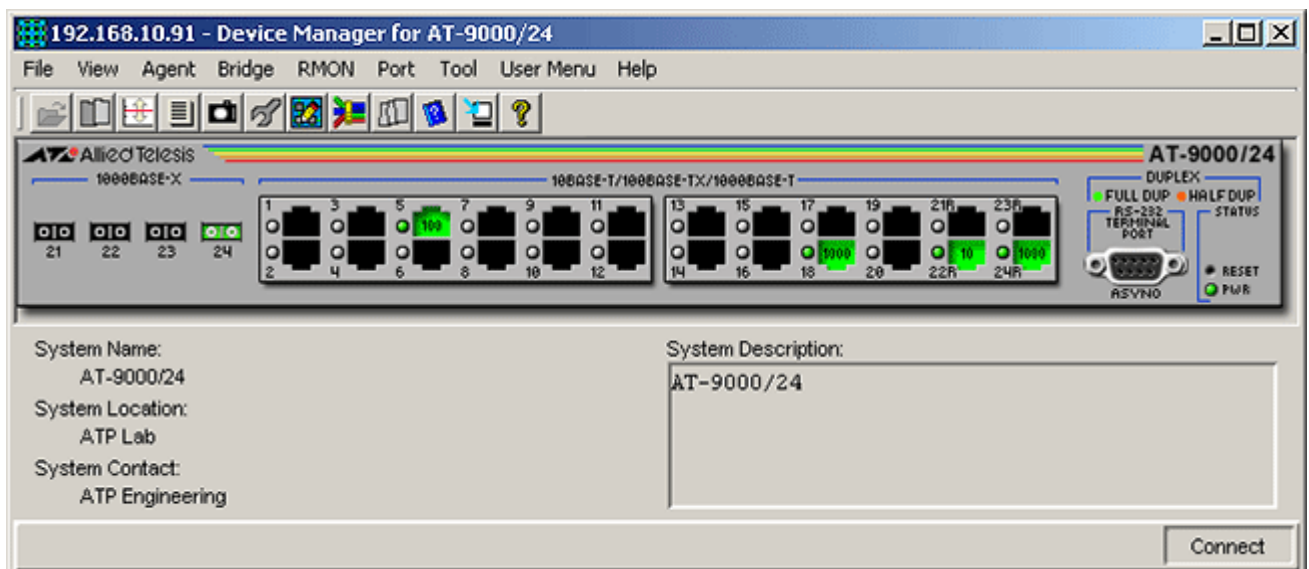 192.168.10.91 - Device Manager for AT-9000/24
File View Agent Bridge RMON Port Tool User Menu Help
Allied Telesis
AT-9000/24
1000BASE-X
10BASE-T/100BASE-TX/1000BASE-T
DUPLEX
FULL DUP HALF DUP
RS-232
TERMINAL
PORT
STATUS
1 3 5 7 9 11 13 15 17 19 21R 23R
100
1000 10 1000
21 22 23 24
2 4 6 8 10 12 14 16 18 20 22R 24R
RESET
PWR
ASYNO
System Name:
AT-9000/24
System Location:
ATP Lab
System Contact:
ATP Engineering
System Description:
AT-9000/24
Connect